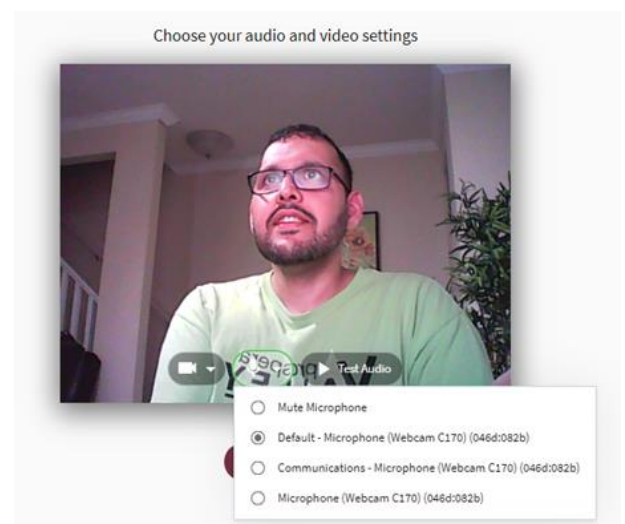 Choose your audio and video settings
Test Audio
Mute Microphone
Default - Microphone (Webcam C170) (046d:082b)
Communications - Microphone (Webcam C170) (046d:082b)
Microphone (Webcam C170) (046d:082b)